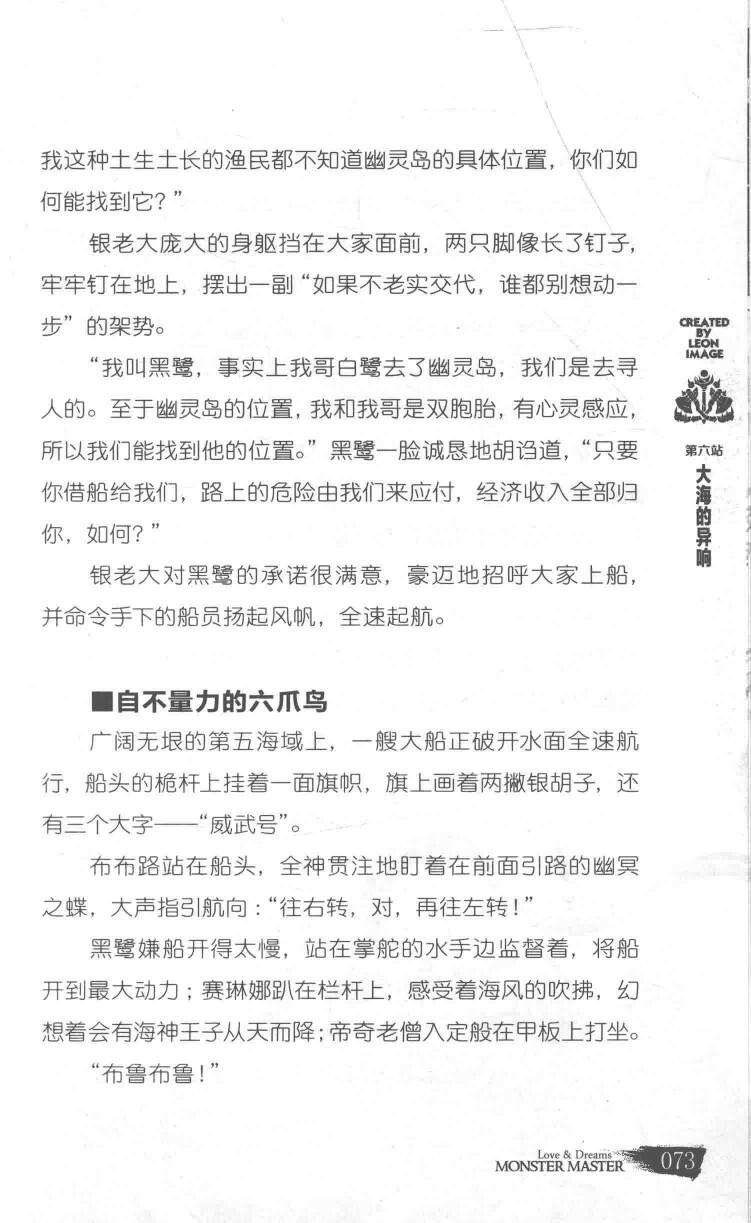 我这种土生土长的渔民都不知道幽灵岛的具体位置，你们如
何能找到它？”
银老大庞大的身躯挡在大家面前，两只脚像长了钉子，
牢牢钉在地上，摆出一副“如果不老实交代，谁都别想动一
步”的架势。
“我叫黑鹭，事实上我哥白鹭去了幽灵岛，我们是去寻
人的。至于幽灵岛的位置，我和我哥是双胞胎，有心灵感应，
所以我们能找到他的位置。”黑鹭一脸诚恳地胡诌道，“只要
你借船给我们，路上的危险由我们来应付，经济收入全部归
你，如何？”
银老大对黑鹭的承诺很满意，豪迈地招呼大家上船，
并命令手下的船员扬起风帆，全速起航。
■自不量力的六爪鸟
广阔无垠的第五海域上，一艘大船正破开水面全速航
行，船头的桅杆上挂着一面旗帜，旗上画着两撇银胡子，还
有三个大字——“威武号”。
布布路站在船头，全神贯注地盯着在前面引路的幽冥
之蝶，大声指引航向：“往右转，对，再往左转！”
黑鹭嫌船开得太慢，站在掌舵的水手边监督着，将船
开到最大动力；赛琳娜趴在栏杆上，感受着海风的吹拂，幻
想着会有海神王子从天而降；帝奇老僧入定般在甲板上打坐。
“布鲁布鲁！”
CREATED
BY
LEON
IMAGE
第六站
大海的异响
Love & Dreams
MONSTER MASTER
073